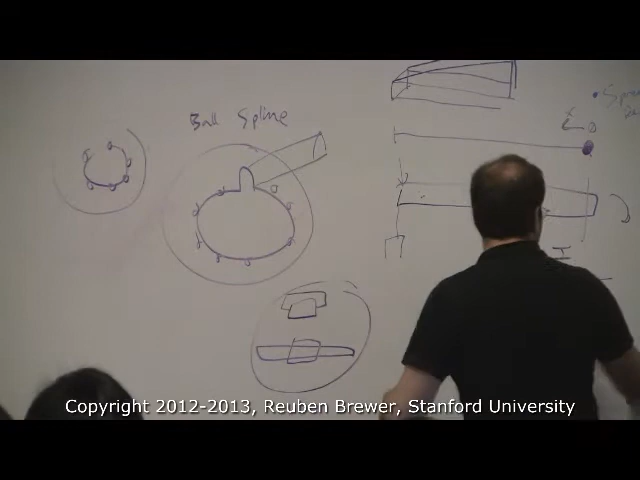 Ball Spline
I
Copyright 2012-2013, Reuben Brewer, Stanford University